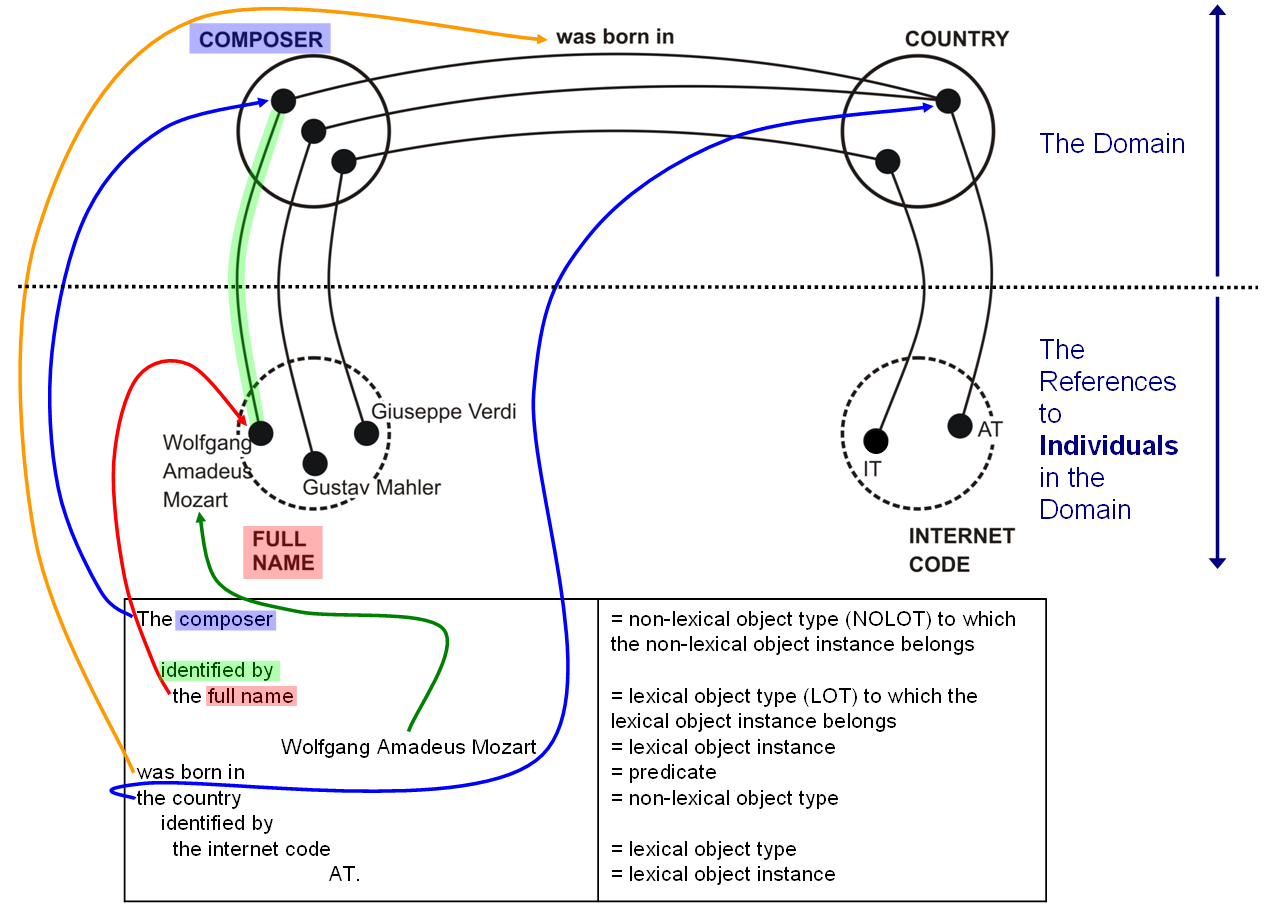 COMPOSER
was born in
COUNTRY
The Domain
The
References
to
Individuals
in the
Domain
Giuseppe Verdi
Wolfgang
Amadeus
Mozart
Gustav Mahler
AT
IT
FULL
NAME
INTERNET
CODE
The composer
= non-lexical object type (NOLOT) to which
the non-lexical object instance belongs
identified by
the full name
= lexical object type (LOT) to which the
lexical object instance belongs
Wolfgang Amadeus Mozart
= lexical object instance
was born in
= predicate
the country
= non-lexical object type
identified by
the internet code
= lexical object type
AT.
= lexical object instance